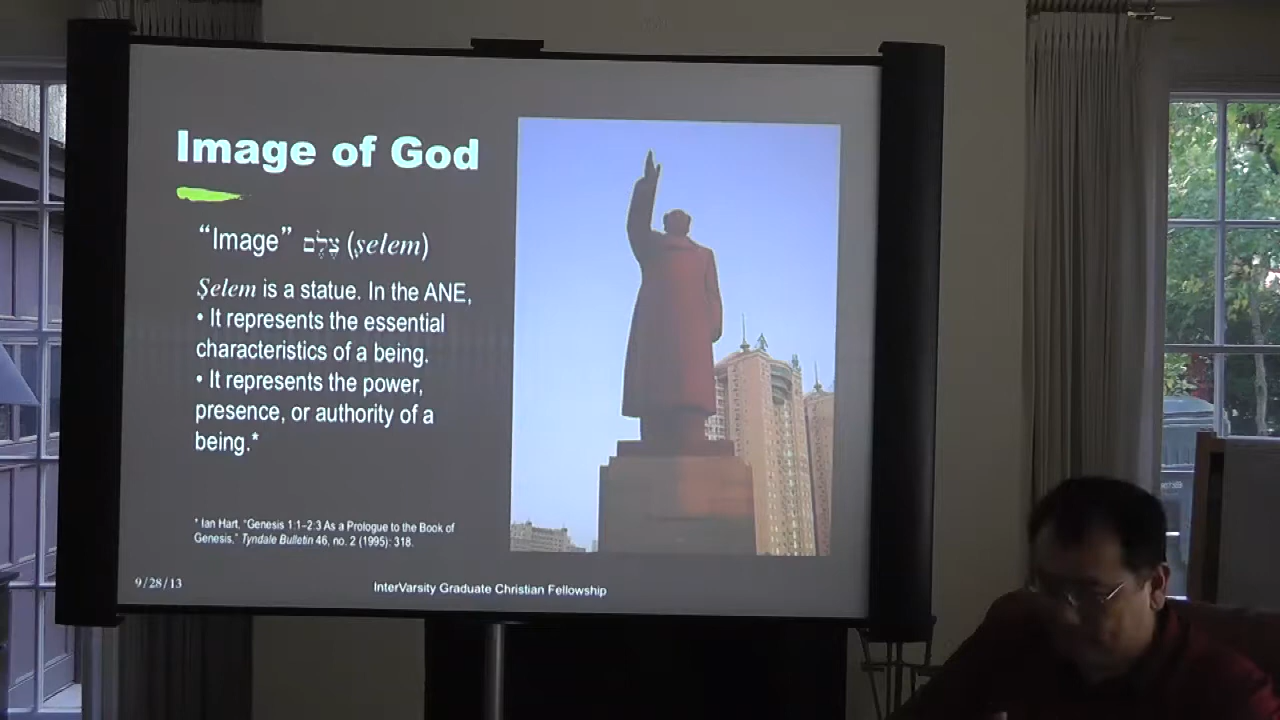 Image of God
“Image” צֶלֶם (ṣelem)
Ṣelem is a statue. In the ANE,
• It represents the essential
characteristics of a being.
• It represents the power,
presence, or authority of a
being.*
* Ian Hart, “Genesis 1:1–2:3 As a Prologue to the Book of
Genesis,” Tyndale Bulletin 46, no. 2 (1995): 318.
9/28/13
InterVarsity Graduate Christian Fellowship